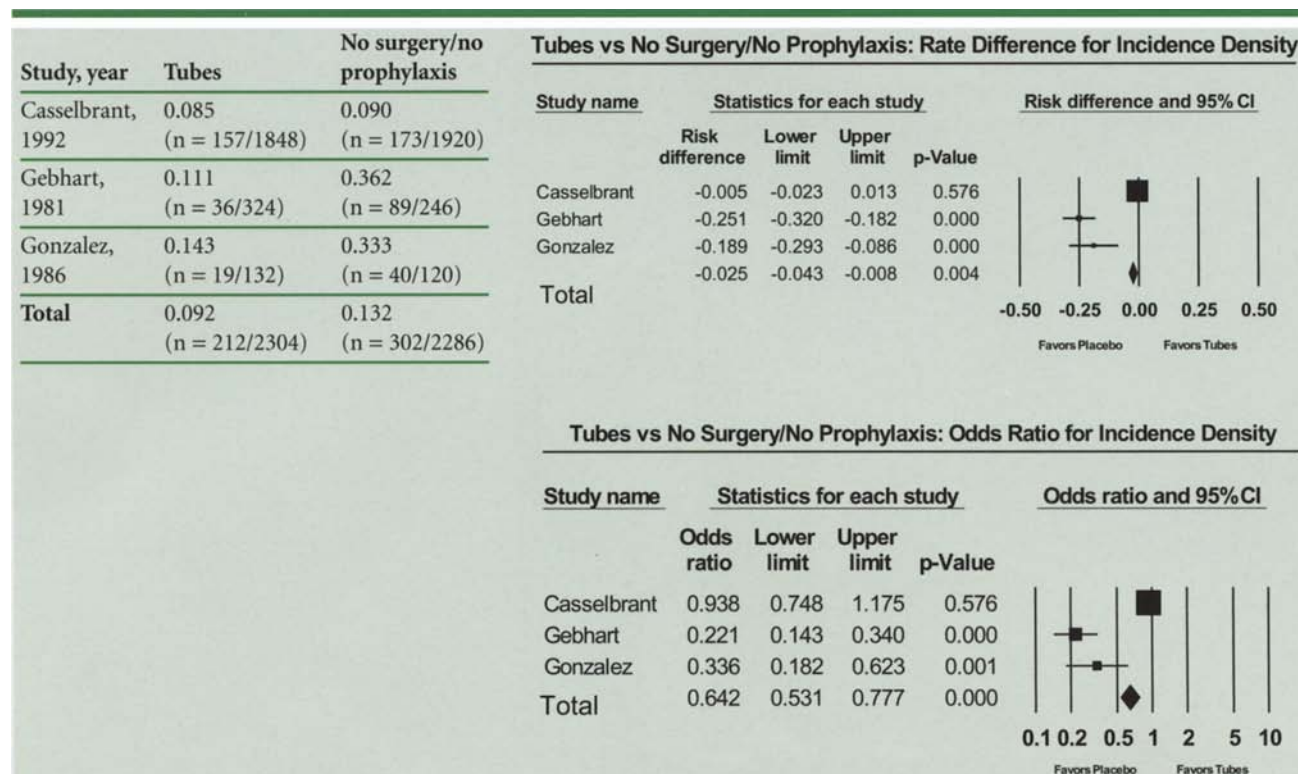 Study, year Tubes No surgery/no prophylaxis
Casselbrant, 1992 0.085 (n = 157/1848) 0.090 (n = 173/1920)
Gebhart, 1981 0.111 (n = 36/324) 0.362 (n = 89/246)
Gonzalez, 1986 0.143 (n = 19/132) 0.333 (n = 40/120)
Total 0.092 (n = 212/2304) 0.132 (n = 302/2286)
Tubes vs No Surgery/No Prophylaxis: Rate Difference for Incidence Density
Study name Statistics for each study Risk difference and 95% CI
Risk difference Lower limit Upper limit p-Value
Casselbrant -0.005 -0.023 0.013 0.576
Gebhart -0.251 -0.320 -0.182 0.000
Gonzalez -0.189 -0.293 -0.086 0.000
Total -0.025 -0.043 -0.008 0.004
-0.50 -0.25 0.00 0.25 0.50
Favors Placebo Favors Tubes
Tubes vs No Surgery/No Prophylaxis: Odds Ratio for Incidence Density
Study name Statistics for each study Odds ratio and 95% CI
Odds ratio Lower limit Upper limit p-Value
Casselbrant 0.938 0.748 1.175 0.576
Gebhart 0.221 0.143 0.340 0.000
Gonzalez 0.336 0.182 0.623 0.001
Total 0.642 0.531 0.777 0.000
0.1 0.2 0.5 1 2 5 10
Favors Placebo Favors Tubes